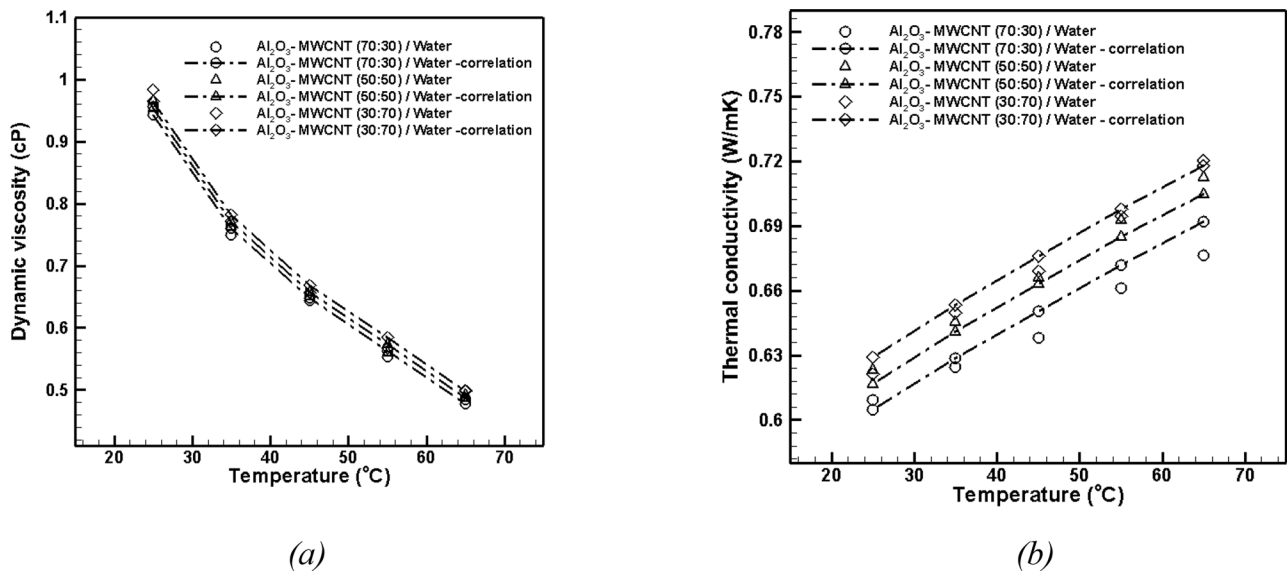 1.1
1
0.9
0.8
0.7
0.6
0.5
Dynamic viscosity (cP)
Al₂O₃- MWCNT (70:30) / Water
Al₂O₃- MWCNT (70:30) / Water -correlation
Al₂O₃- MWCNT (50:50) / Water
Al₂O₃- MWCNT (50:50) / Water -correlation
Al₂O₃- MWCNT (30:70) / Water
Al₂O₃- MWCNT (30:70) / Water -correlation
20 30 40 50 60 70
Temperature (°C)
(a)
0.78
0.75
0.72
0.69
0.66
0.63
0.6
Thermal conductivity (W/mK)
Al₂O₃- MWCNT (70:30) / Water
Al₂O₃- MWCNT (70:30) / Water - correlation
Al₂O₃- MWCNT (50:50) / Water
Al₂O₃- MWCNT (50:50) / Water - correlation
Al₂O₃- MWCNT (30:70) / Water
Al₂O₃- MWCNT (30:70) / Water - correlation
20 30 40 50 60 70
Temperature (°C)
(b)